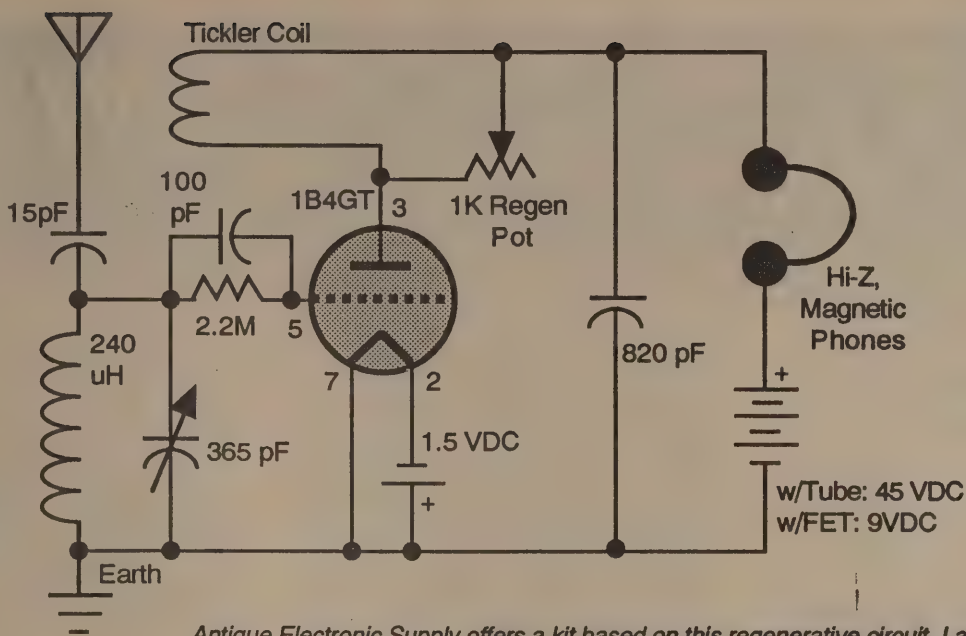 Tickler Coil
100
pF
15pF
1B4GT
3
1K Regen
Pot
2.2M
5
240
uH
7
2
365 pF
1.5 VDC
+
820 pF
Hi-Z,
Magnetic
Phones
+
w/Tube: 45 VDC
w/FET: 9VDC
Earth
Antique Electronic Supply offers a kit based on this regenerative circuit.